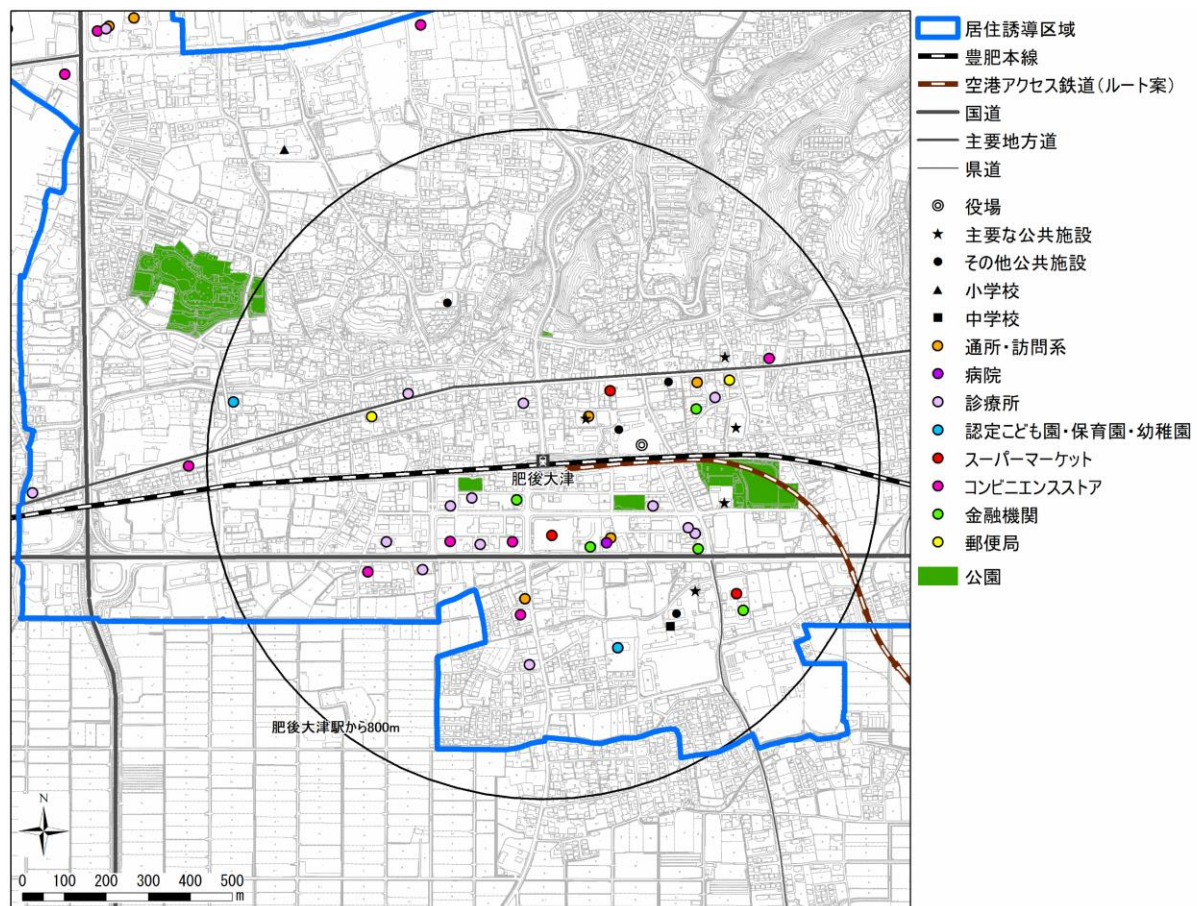 居住誘導区域
豊肥本線
空港アクセス鉄道(ルート案)
国道
主要地方道
県道
役場
主要な公共施設
その他公共施設
小学校
中学校
通所・訪問系
病院
診療所
認定こども園・保育園・幼稚園
スーパーマーケット
コンビニエンスストア
金融機関
郵便局
公園
肥後大津
肥後大津駅から800m
N
0 100 200 300 400 500
m